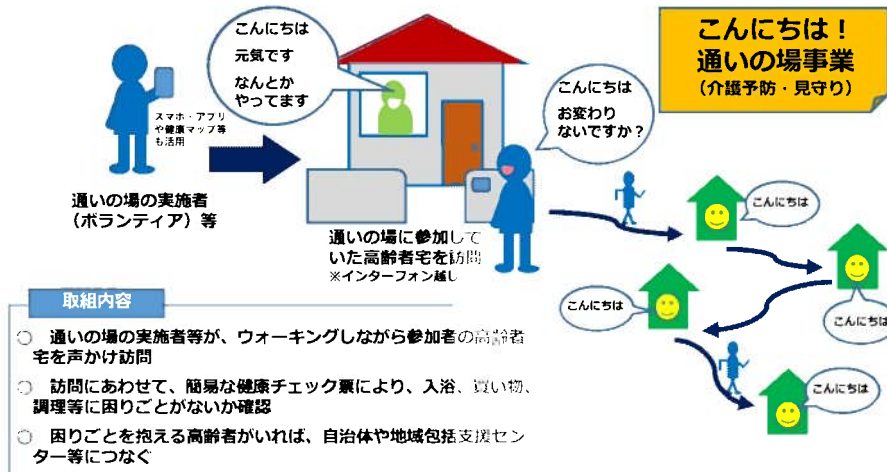 こんにちは！
通いの場事業
（介護予防・見守り）
こんにちは
元気です
なんとか
やってます
こんにちは
お変わり
ないですか？
スマホ・アプリ
や健康マップ等
も活用
通いの場の実施者
（ボランティア）等
通いの場に参加して
いた高齢者宅を訪問
※インターフォン越し
こんにちは
こんにちは
こんにちは
こんにちは
取組内容
○ 通いの場の実施者等が、ウォーキングしながら参加者の高齢者
宅を声かけ訪問
○ 訪問にあわせて、簡易な健康チェック票により、入浴、買い物、
調理等に困りごとがないか確認
○ 困りごとを抱える高齢者がいれば、自治体や地域包括支援セン
ター等につなぐ